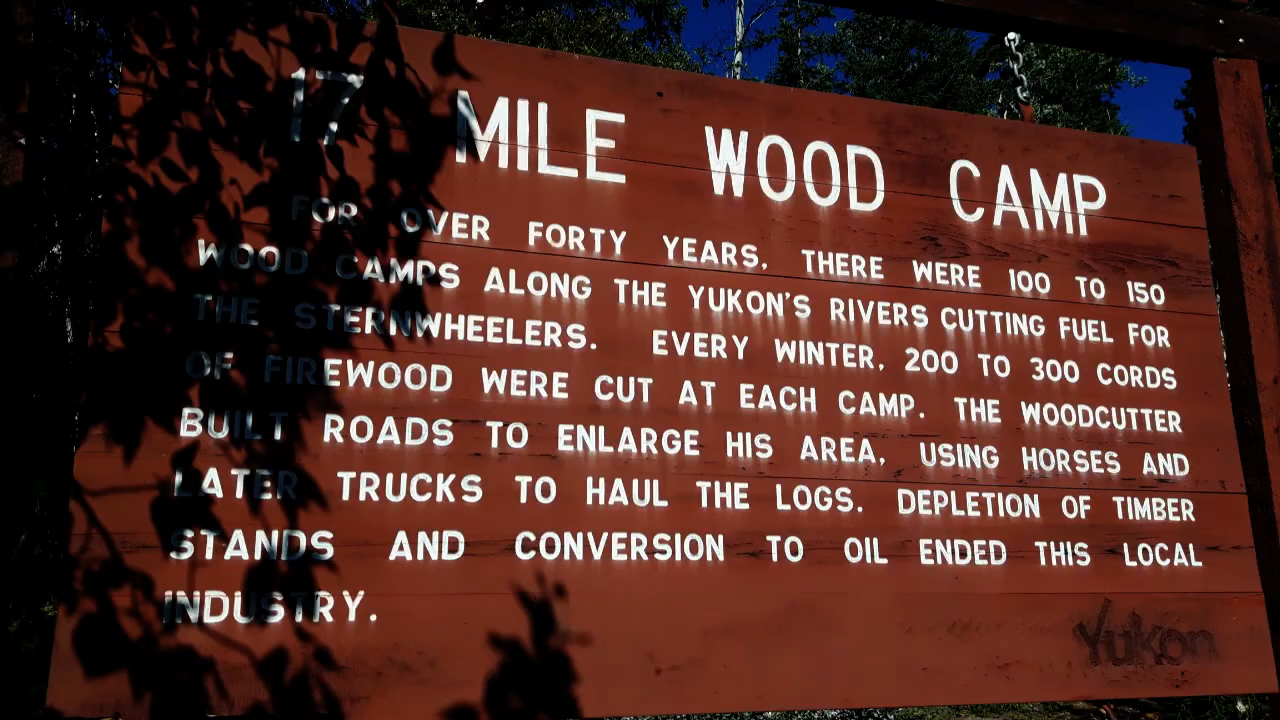 17 MILE WOOD CAMP
FOR OVER FORTY YEARS, THERE WERE 100 TO 150
WOOD CAMPS ALONG THE YUKON'S RIVERS CUTTING FUEL FOR
THE STERNWHEELERS. EVERY WINTER, 200 TO 300 CORDS
OF FIREWOOD WERE CUT AT EACH CAMP. THE WOODCUTTER
BUILT ROADS TO ENLARGE HIS AREA, USING HORSES AND
LATER TRUCKS TO HAUL THE LOGS. DEPLETION OF TIMBER
STANDS AND CONVERSION TO OIL ENDED THIS LOCAL
INDUSTRY.
Yukon